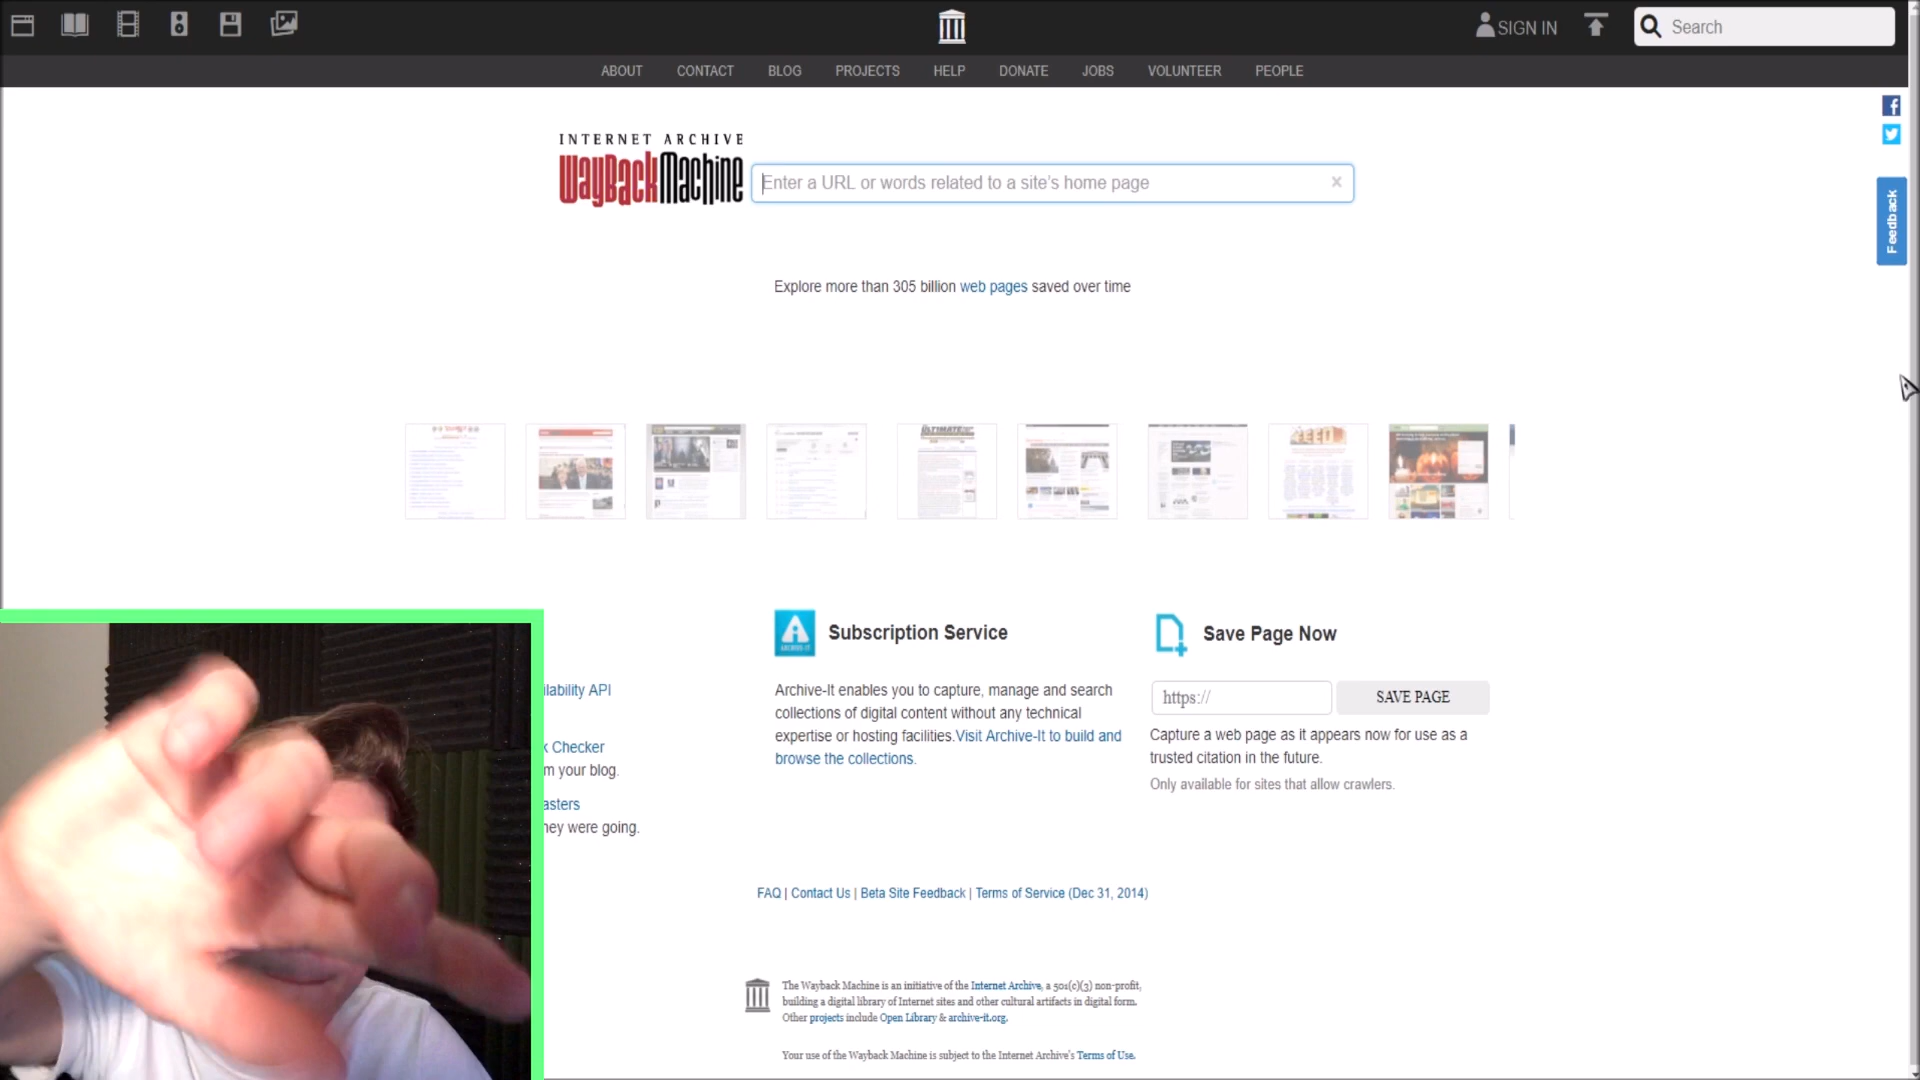 SIGN IN
Search
ABOUT CONTACT BLOG PROJECTS HELP DONATE JOBS VOLUNTEER PEOPLE
INTERNET ARCHIVE
WayBackMachine
Enter a URL or words related to a site's home page
×
Feedback
Explore more than 305 billion web pages saved over time
ULTIMATE
Subscription Service
ARCHIVE-IT
Archive-It enables you to capture, manage and search
collections of digital content without any technical
expertise or hosting facilities.Visit Archive-It to build and
browse the collections.
Save Page Now
https://
SAVE PAGE
Capture a web page as it appears now for use as a
trusted citation in the future.
Only available for sites that allow crawlers.
ilability API
k Checker
m your blog.
asters
hey were going.
FAQ | Contact Us | Beta Site Feedback | Terms of Service (Dec 31, 2014)
The Wayback Machine is an initiative of the Internet Archive, a 501(c)(3) non-profit,
building a digital library of Internet sites and other cultural artifacts in digital form.
Other projects include Open Library & archive-it.org.
Your use of the Wayback Machine is subject to the Internet Archive's Terms of Use.